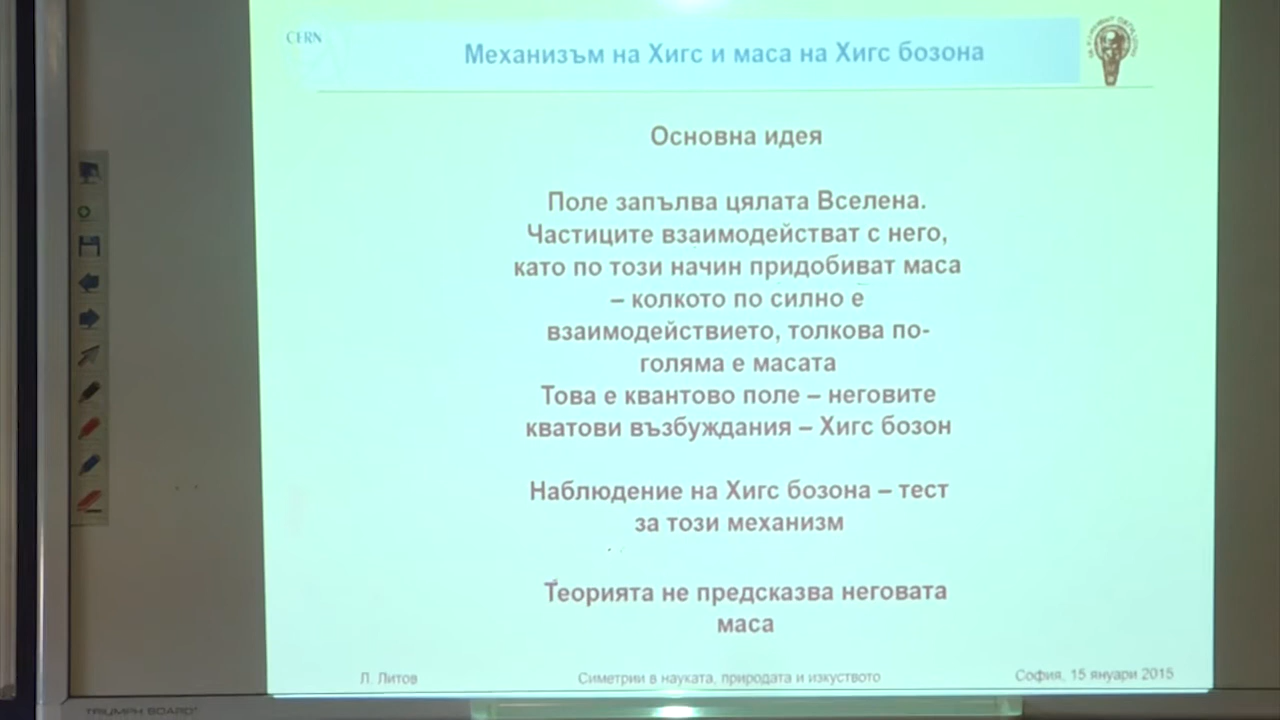 CERN
Механизъм на Хигс и маса на Хигс бозона
Основна идея
Поле запълва цялата Вселена.
Частиците взаимодействат с него,
като по този начин придобиват маса
– колкото по силно е
взаимодействието, толкова по-
голяма е масата
Това е квантово поле – неговите
кватови възбуждания – Хигс бозон
Наблюдение на Хигс бозона – тест
за този механизм
Теорията не предсказва неговата
маса
Л. Литов
Симетрии в науката, природата и изкуството
София, 15 януари 2015
TRIUMPH BOARD